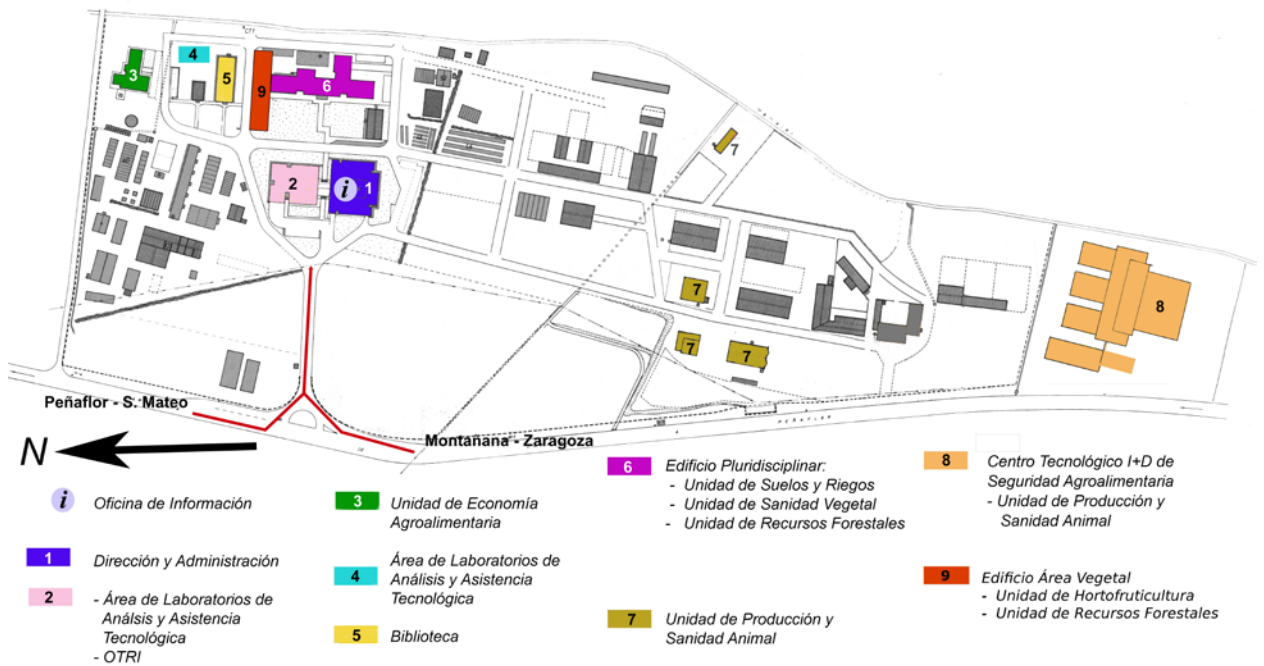 CTT
4
3
5
9
6
7
2
i
1
7
8
7
7
Peñaflor - S. Mateo
Montañana - Zaragoza
PEÑAFLOR
N
i Oficina de Información
1 Dirección y Administración
2 - Área de Laboratorios de
Análsis y Asistencia
Tecnológica
- OTRI
3 Unidad de Economía
Agroalimentaria
4 Área de Laboratorios de
Análisis y Asistencia
Tecnológica
5 Biblioteca
6 Edificio Pluridisciplinar:
- Unidad de Suelos y Riegos
- Unidad de Sanidad Vegetal
- Unidad de Recursos Forestales
7 Unidad de Producción y
Sanidad Animal
8 Centro Tecnológico I+D de
Seguridad Agroalimentaria
- Unidad de Producción y
Sanidad Animal
9 Edificio Área Vegetal
- Unidad de Hortofruticultura
- Unidad de Recursos Forestales